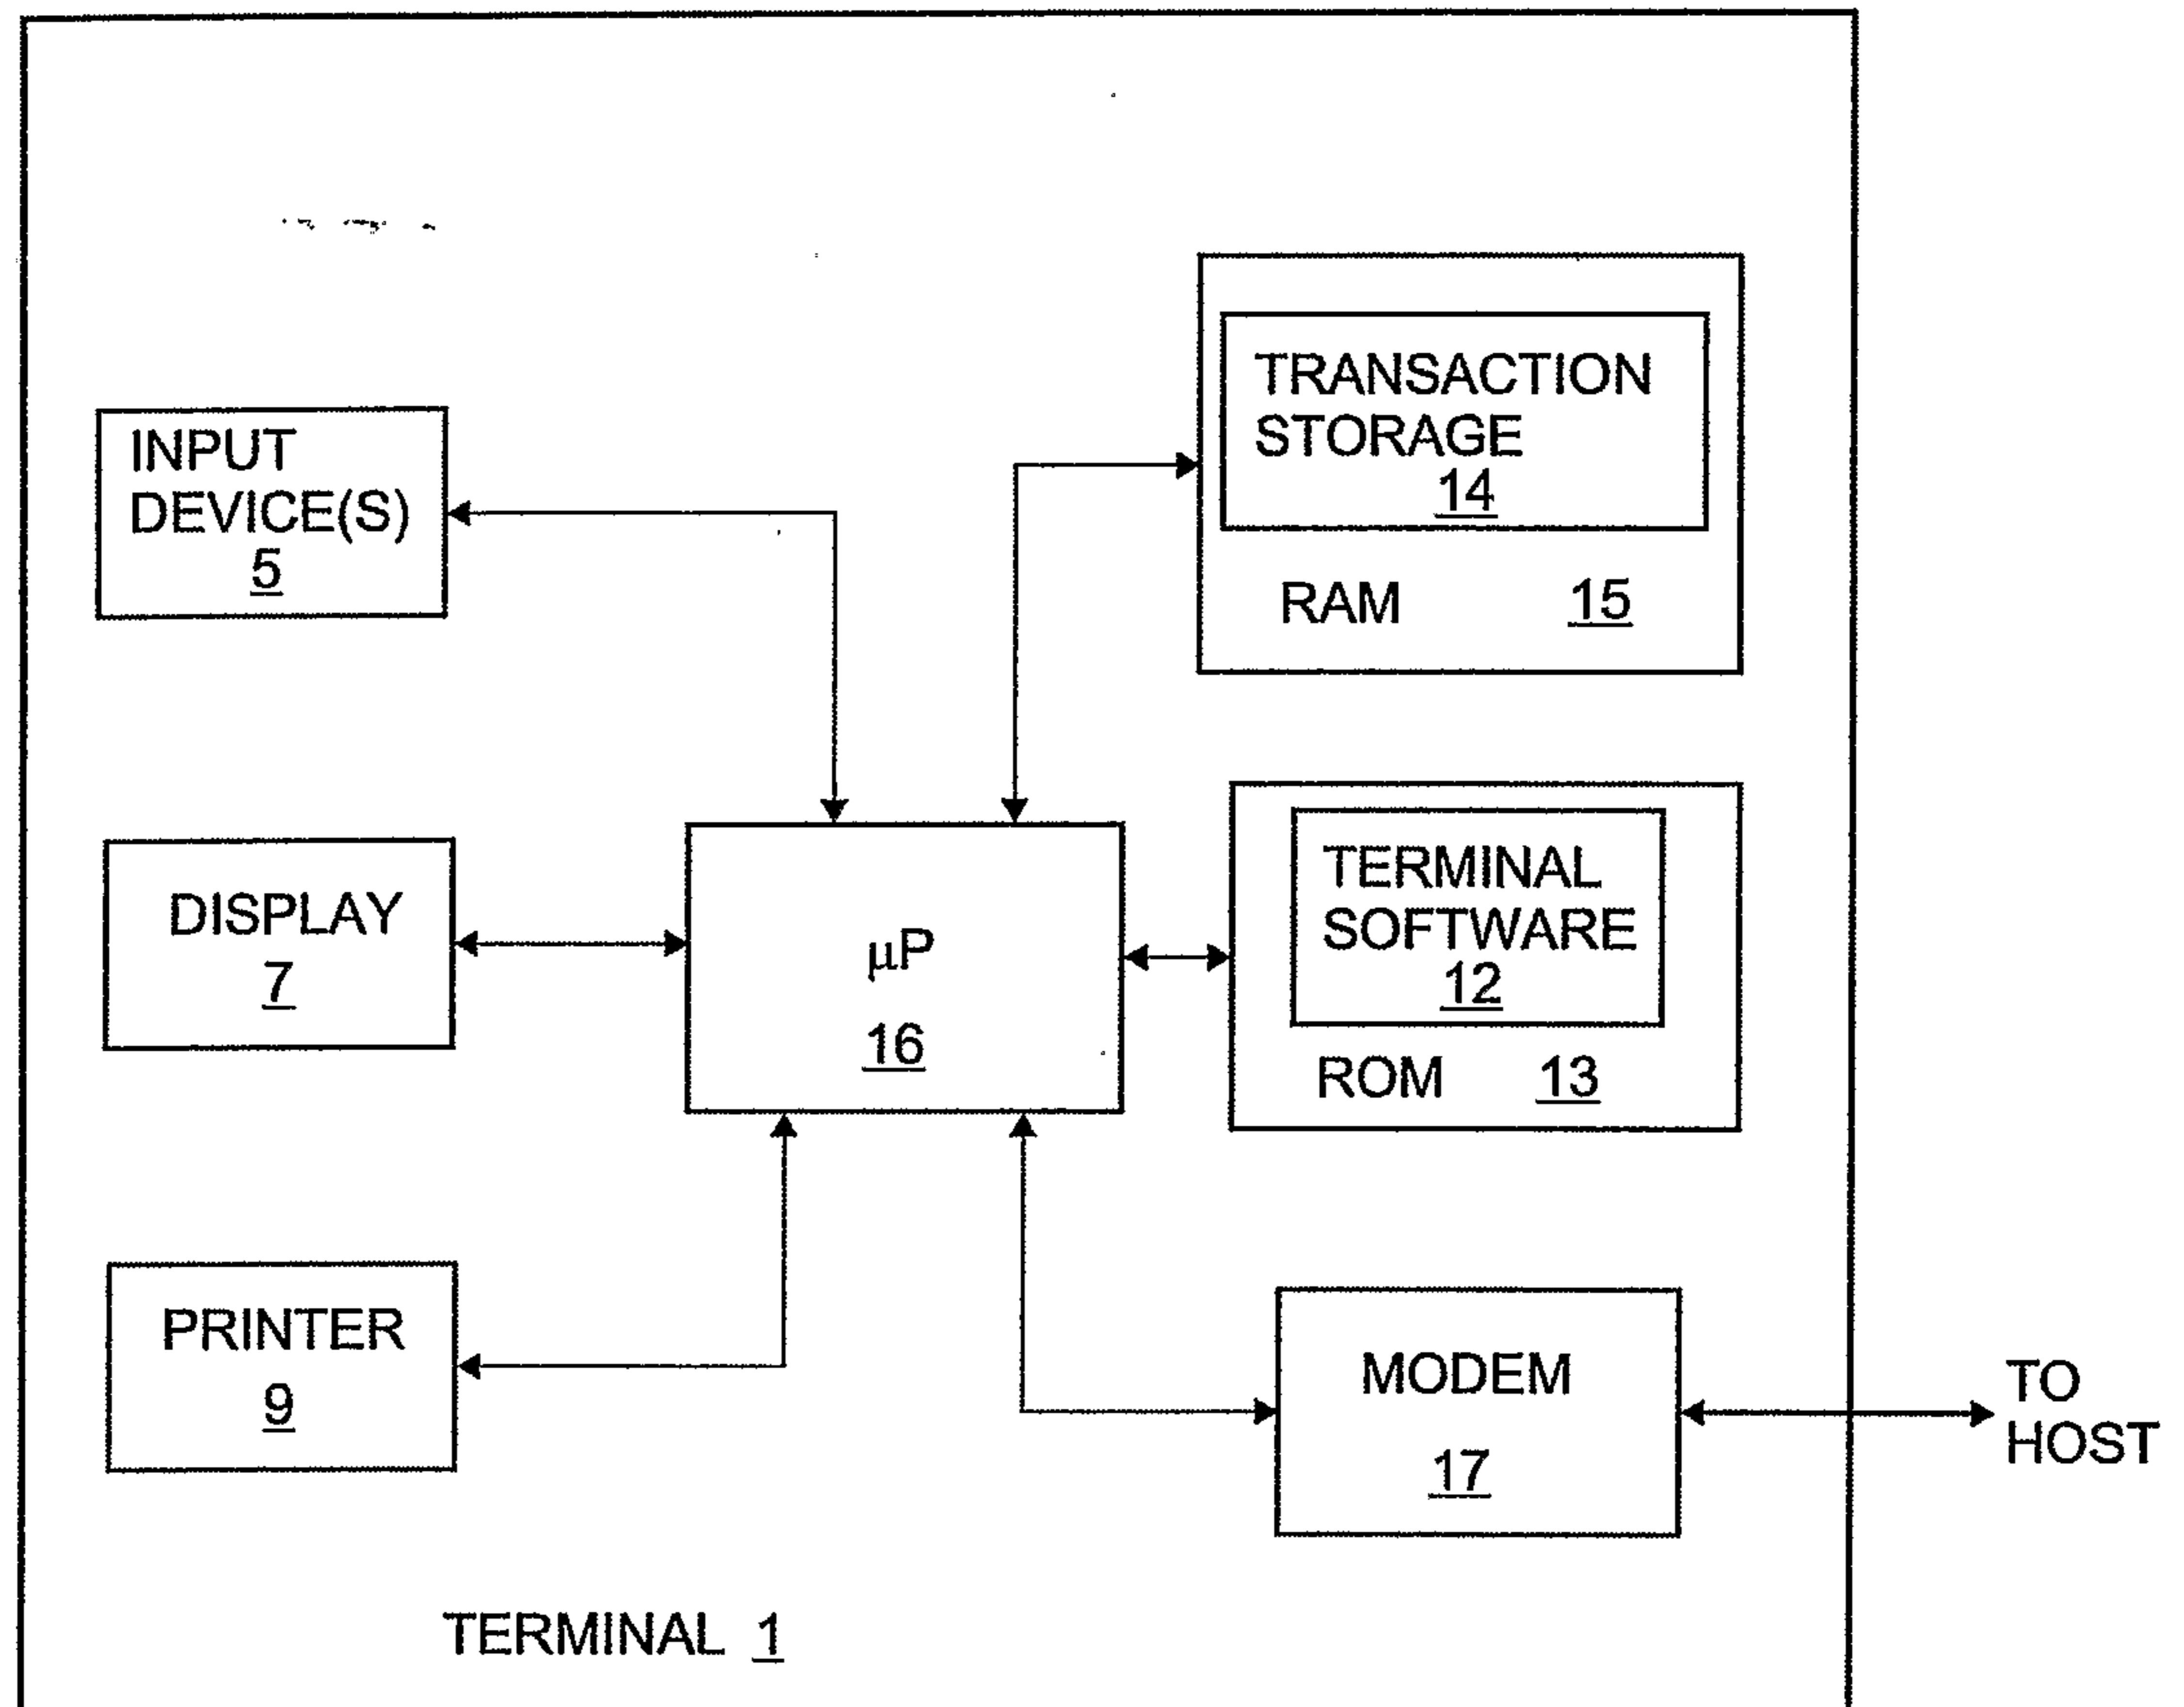 TRANSACTION
STORAGE
14
RAM 15
INPUT
DEVICE(S)
5
DISPLAY
7
μP
16
TERMINAL
SOFTWARE
12
ROM 13
PRINTER
9
MODEM
17
TO
HOST
TERMINAL 1